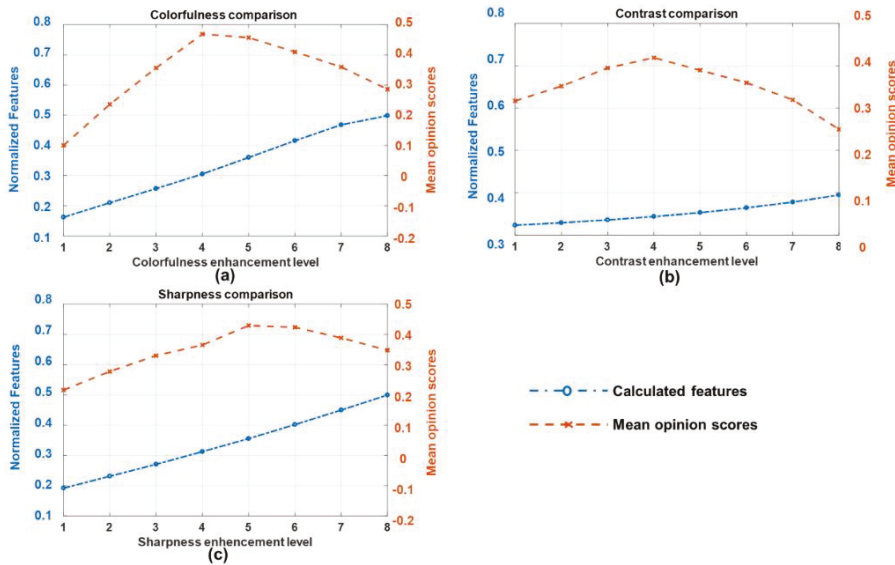 Colorfulness comparison
Normalized Features
0.8
0.7
0.6
0.5
0.4
0.3
0.2
0.1
0.5
0.4
0.3
0.2
0.1
0
-0.1
-0.2
Mean opinion scores
1 2 3 4 5 6 7 8
Colorfulness enhancement level
(a)
Contrast comparison
Normalized Features
0.8
0.7
0.6
0.5
0.4
0.3
0.5
0.4
0.3
0.2
0.1
0
Mean opinion scores
1 2 3 4 5 6 7 8
Contrast enhancement level
(b)
Sharpness comparison
Normalized Features
0.8
0.7
0.6
0.5
0.4
0.3
0.2
0.1
0.5
0.4
0.3
0.2
0.1
0
-0.1
-0.2
Mean opinion scores
1 2 3 4 5 6 7 8
Sharpness enhencement level
(c)
Calculated features
Mean opinion scores